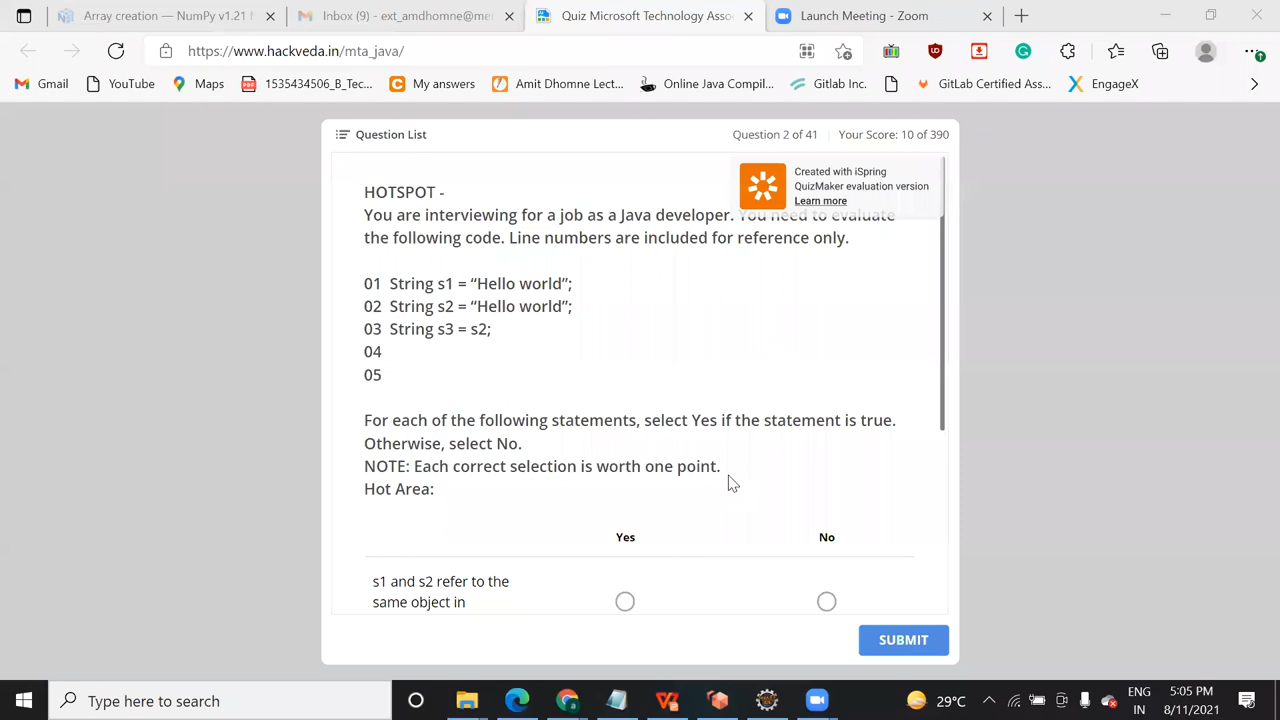 Array creation — NumPy v1.21 M
Inbox (9) - ext_amdhomne@mer
Quiz Microsoft Technology Asso
Launch Meeting - Zoom
https://www.hackveda.in/mta_java/
Gmail
YouTube
Maps
1535434506_B_Tec...
My answers
Amit Dhomne Lect...
Online Java Compil...
Gitlab Inc.
GitLab Certified Ass...
EngageX
Question List
Question 2 of 41
Your Score: 10 of 390
Created with iSpring
QuizMaker evaluation version
Learn more
HOTSPOT -
You are interviewing for a job as a Java developer. You need to evaluate
the following code. Line numbers are included for reference only.
01 String s1 = “Hello world”;
02 String s2 = “Hello world”;
03 String s3 = s2;
04
05
For each of the following statements, select Yes if the statement is true.
Otherwise, select No.
NOTE: Each correct selection is worth one point.
Hot Area:
Yes No
s1 and s2 refer to the
same object in
SUBMIT
Type here to search
29°C
ENG
IN
5:05 PM
8/11/2021